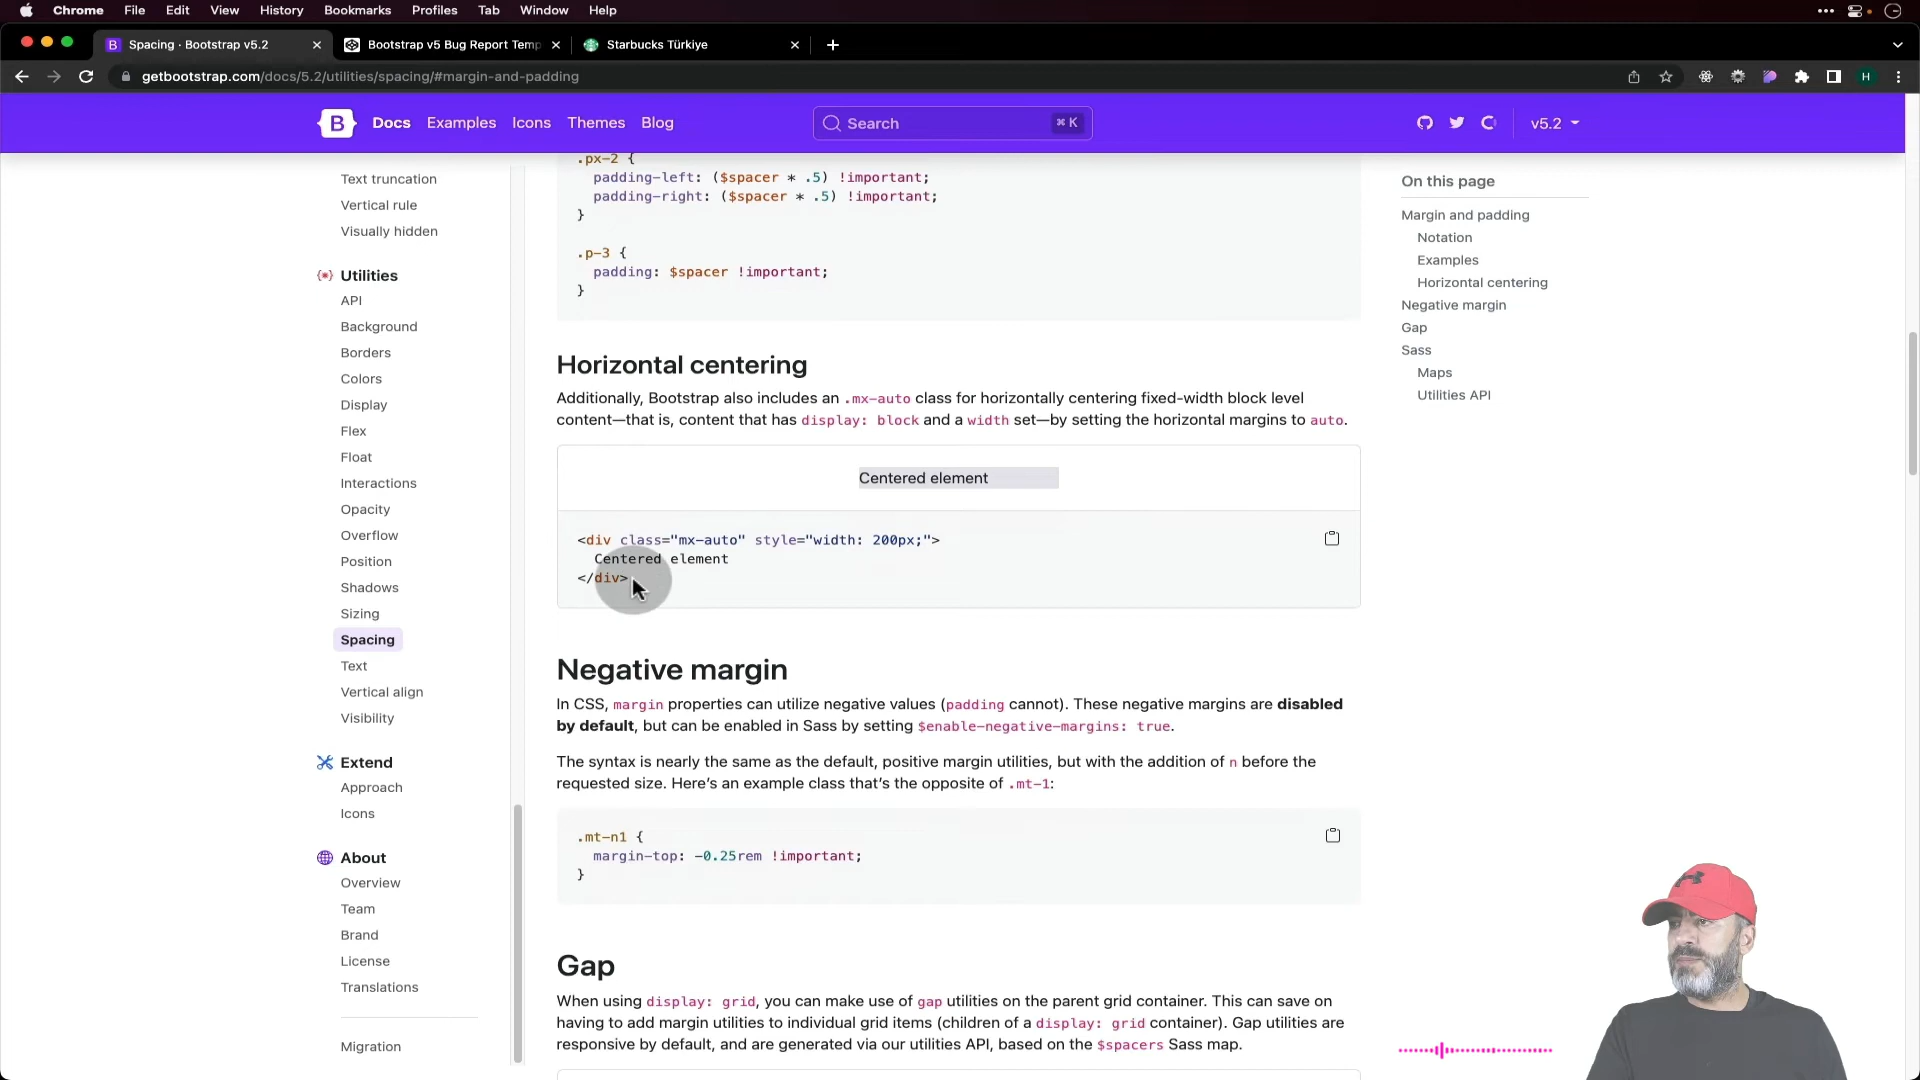 Chrome File Edit View History Bookmarks Profiles Tab Window Help
Spacing · Bootstrap v5.2
Bootstrap v5 Bug Report Temp
Starbucks Türkiye
getbootstrap.com/docs/5.2/utilities/spacing/#margin-and-padding
H
B Docs Examples Icons Themes Blog
Search ⌘ K
v5.2
Text truncation
Vertical rule
Visually hidden
Utilities
API
Background
Borders
Colors
Display
Flex
Float
Interactions
Opacity
Overflow
Position
Shadows
Sizing
Spacing
Text
Vertical align
Visibility
Extend
Approach
Icons
About
Overview
Team
Brand
License
Translations
Migration
.px-2 {
padding-left: ($spacer * .5) !important;
padding-right: ($spacer * .5) !important;
}
.p-3 {
padding: $spacer !important;
}
Horizontal centering
Additionally, Bootstrap also includes an .mx-auto class for horizontally centering fixed-width block level
content—that is, content that has display: block and a width set—by setting the horizontal margins to auto.
Centered element
<div class="mx-auto" style="width: 200px;">
Centered element
</div>
Negative margin
In CSS, margin properties can utilize negative values (padding cannot). These negative margins are disabled
by default, but can be enabled in Sass by setting $enable-negative-margins: true.
The syntax is nearly the same as the default, positive margin utilities, but with the addition of n before the
requested size. Here's an example class that's the opposite of .mt-1:
.mt-n1 {
margin-top: -0.25rem !important;
}
Gap
When using display: grid, you can make use of gap utilities on the parent grid container. This can save on
having to add margin utilities to individual grid items (children of a display: grid container). Gap utilities are
responsive by default, and are generated via our utilities API, based on the $spacers Sass map.
On this page
Margin and padding
Notation
Examples
Horizontal centering
Negative margin
Gap
Sass
Maps
Utilities API